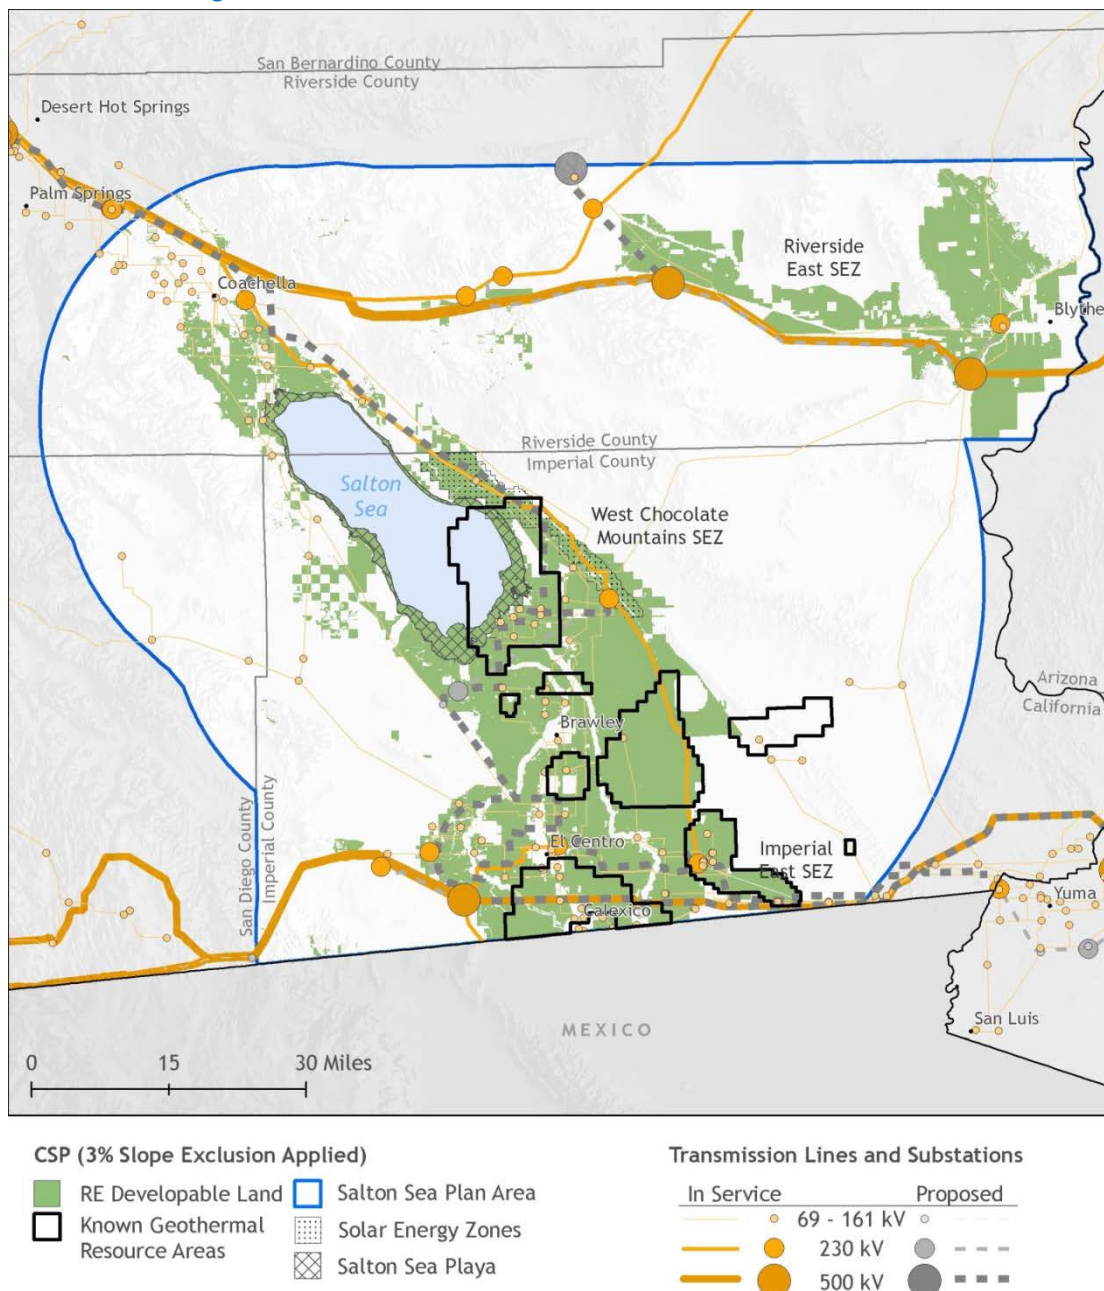 San Bernardino County
Riverside County
Desert Hot Springs
Palm Springs
Riverside
East SEZ
Coachella
Blythe
Riverside County
Imperial County
Salton
Sea
West Chocolate
Mountains SEZ
Arizona
California
Brawley
San Diego County
Imperial County
El Centro
Imperial
East SEZ
Yuma
Calexico
San Luis
MEXICO
0 15 30 Miles
CSP (3% Slope Exclusion Applied)
RE Developable Land
Known Geothermal
Resource Areas
Salton Sea Plan Area
Solar Energy Zones
Salton Sea Playa
Transmission Lines and Substations
In Service Proposed
69 - 161 kV
230 kV
500 kV